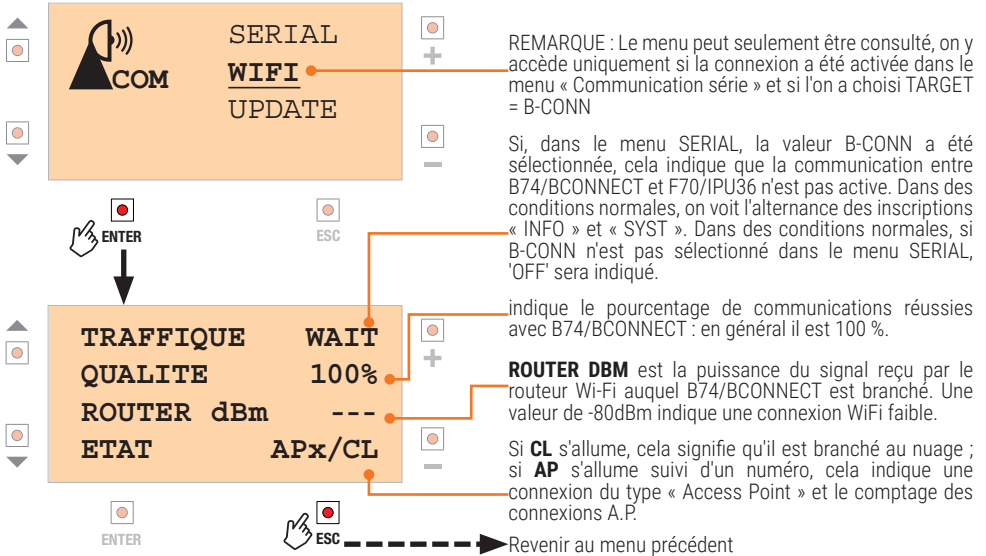 SERIAL
COM WIFI
UPDATE
+
−
ENTER
ESC
REMARQUE : Le menu peut seulement être consulté, on y
accède uniquement si la connexion a été activée dans le
menu « Communication série » et si l'on a choisi TARGET
= B-CONN
Si, dans le menu SERIAL, la valeur B-CONN a été
sélectionnée, cela indique que la communication entre
B74/BCONNECT et F70/IPU36 n'est pas active. Dans des
conditions normales, on voit l'alternance des inscriptions
« INFO » et « SYST ». Dans des conditions normales, si
B-CONN n'est pas sélectionné dans le menu SERIAL,
'OFF' sera indiqué.
TRAFFIQUE WAIT
QUALITE 100%
ROUTER dBm ---
ETAT APx/CL
+
−
indique le pourcentage de communications réussies
avec B74/BCONNECT : en général il est 100 %.
ROUTER DBM est la puissance du signal reçu par le
routeur Wi-Fi auquel B74/BCONNECT est branché. Une
valeur de -80dBm indique une connexion WiFi faible.
Si CL s'allume, cela signifie qu'il est branché au nuage ;
si AP s'allume suivi d'un numéro, cela indique une
connexion du type « Access Point » et le comptage des
connexions A.P.
ENTER
ESC
Revenir au menu précédent